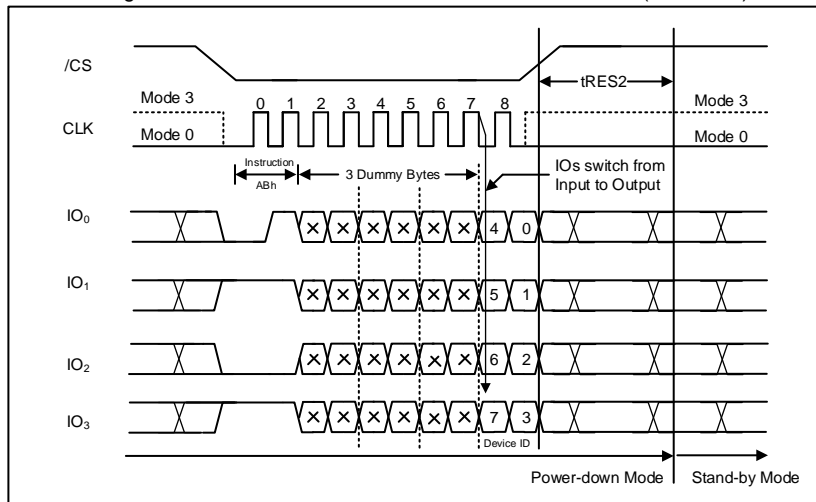 /CS
tRES2
Mode 3
0 1 2 3 4 5 6 7 8
Mode 3
CLK
Mode 0
Mode 0
Instruction
ABh
3 Dummy Bytes
IOs switch from
Input to Output
IO0
4 0
IO1
5 1
IO2
6 2
IO3
7 3
Device ID
Power-down Mode
Stand-by Mode